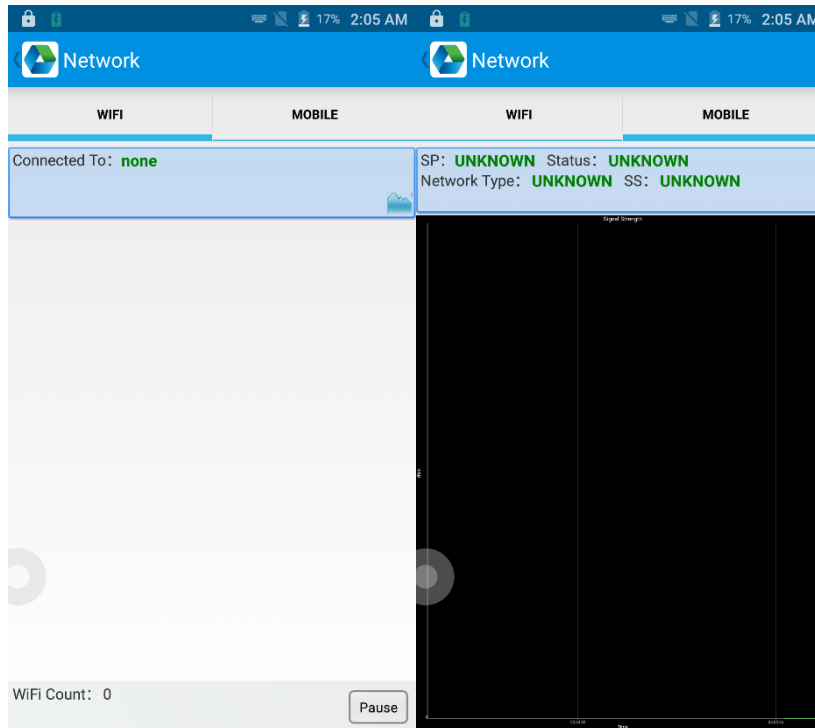 17% 2:05 AM
Network
WIFI MOBILE
Connected To: none
WiFi Count: 0
Pause
17% 2:05 AM
Network
WIFI MOBILE
SP: UNKNOWN Status: UNKNOWN
Network Type: UNKNOWN SS: UNKNOWN
Signal Strength
Time